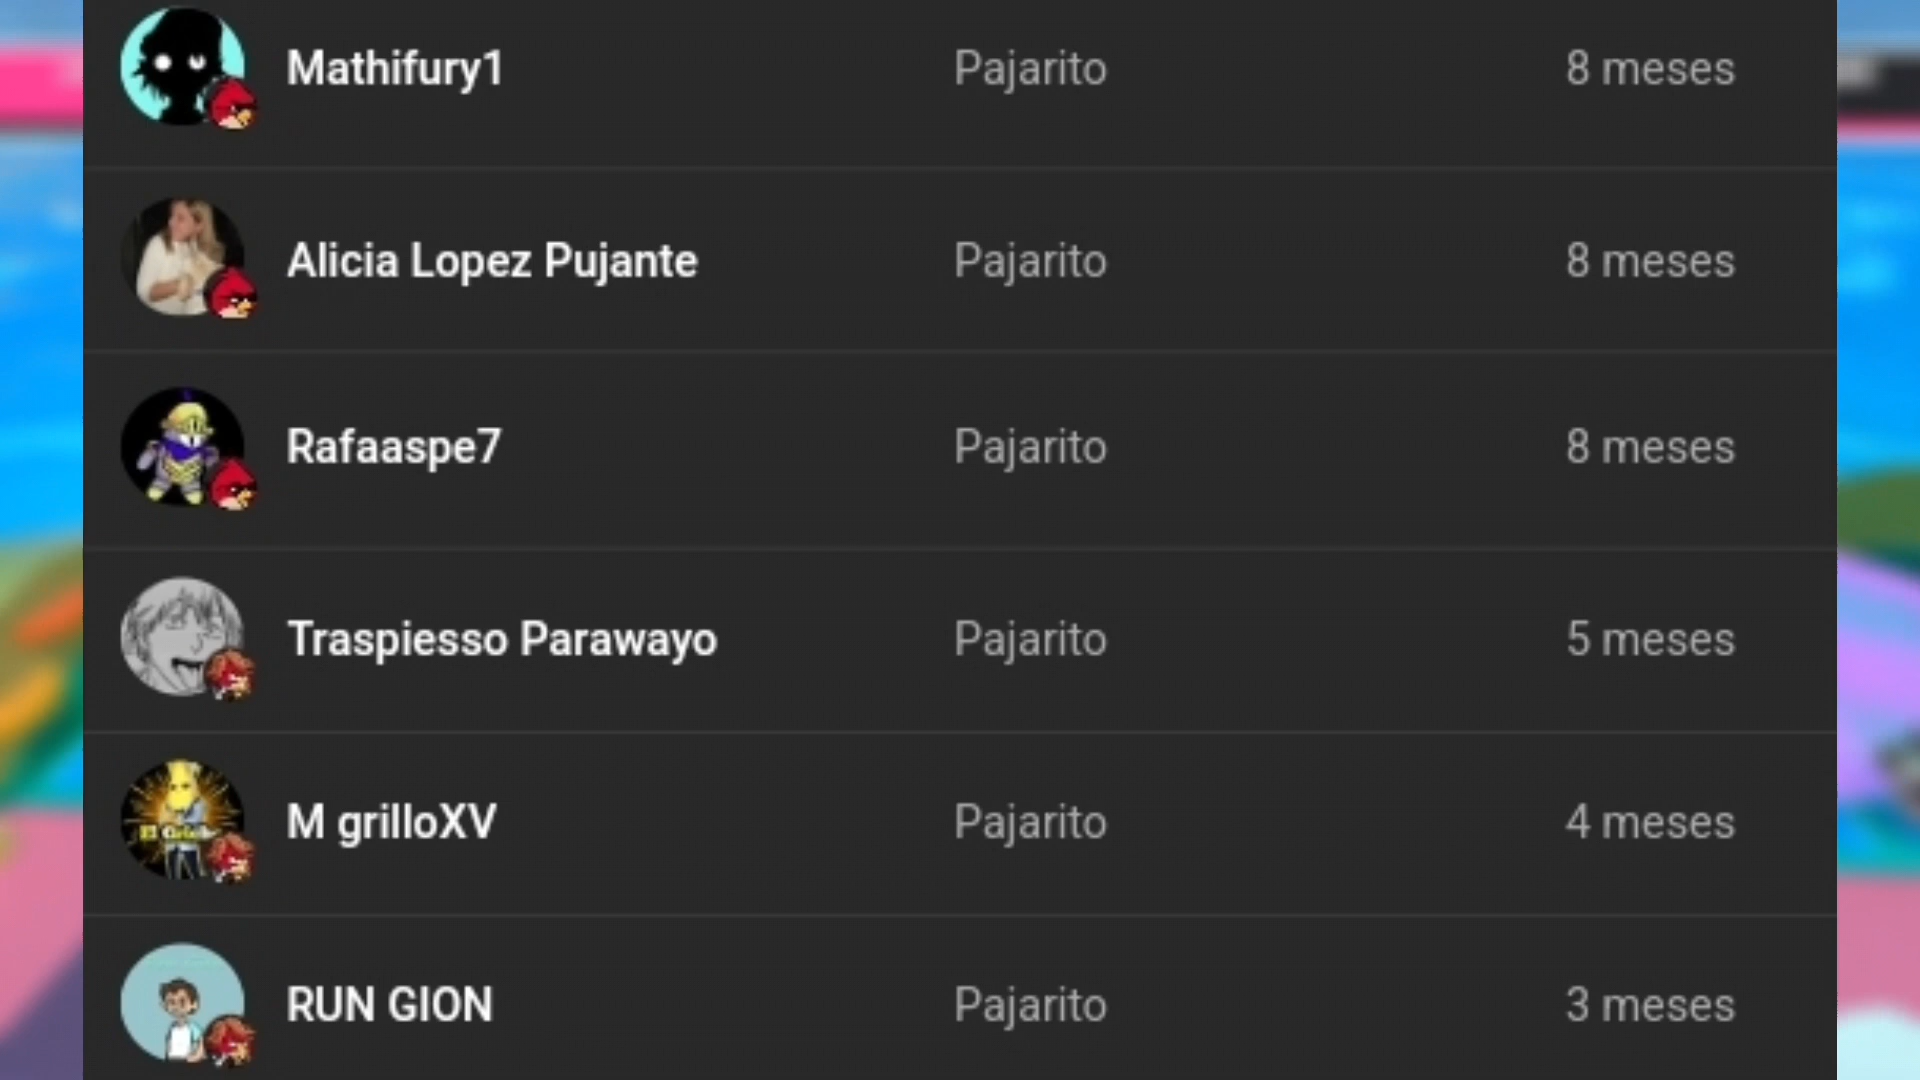 Mathifury1 Pajarito 8 meses
Alicia Lopez Pujante Pajarito 8 meses
Rafaaspe7 Pajarito 8 meses
Traspiesso Parawayo Pajarito 5 meses
M grilloXV Pajarito 4 meses
RUN GION Pajarito 3 meses